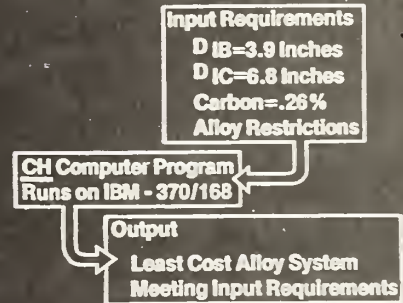 Input Requirements
D IB=3.9 Inches
D IC=6.8 Inches
Carbon=.26%
Alloy Restrictions
CH Computer Program
Runs on IBM - 370/168
Output
Least Cost Alloy System
Meeting Input Requirements